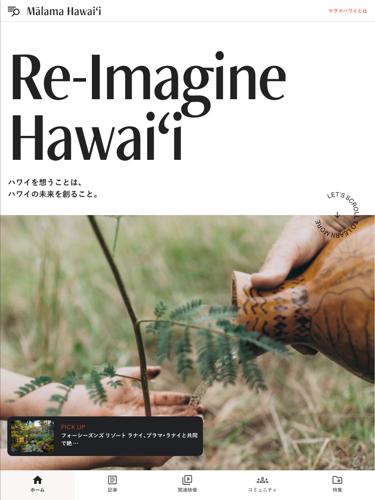 Mālama Hawaiʻi
マラマハワイとは
Re-Imagine
Hawaiʻi
ハワイを想うことは、
ハワイの未来を創ること。
LET'S SCROLL TO LEARN MORE
PICK UP
フォーシーズンズ リゾート ラナイ、プラマ・ラナイと共同
で絶…
ホーム
記事
関連映像
コミュニティ
特集